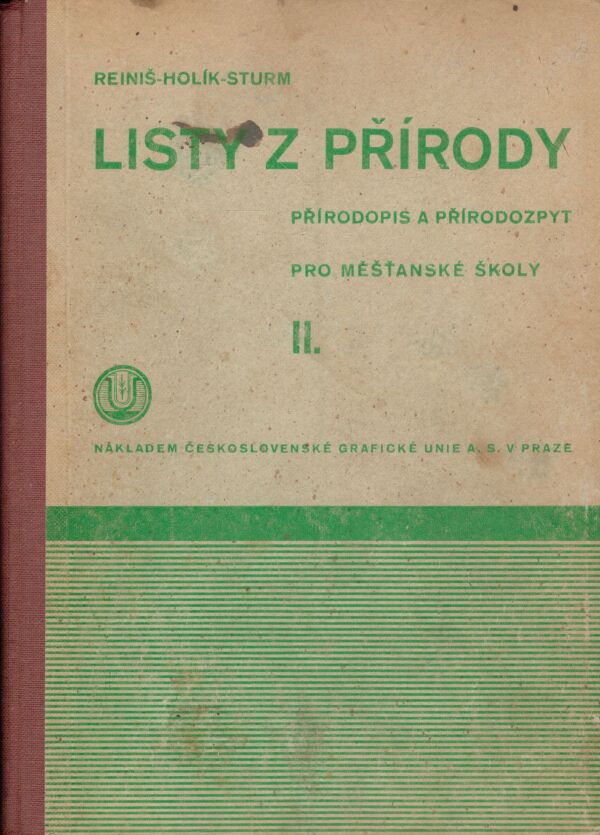 REINIŠ-HOLÍK-STURM
LISTY Z PŘÍRODY
PŘÍRODOPIS A PŘÍRODOZPYT
PRO MĚŠŤANSKÉ ŠKOLY
II.
NÁKLADEM ČESKOSLOVENSKÉ GRAFICKÉ UNIE A. S. V PRAZE